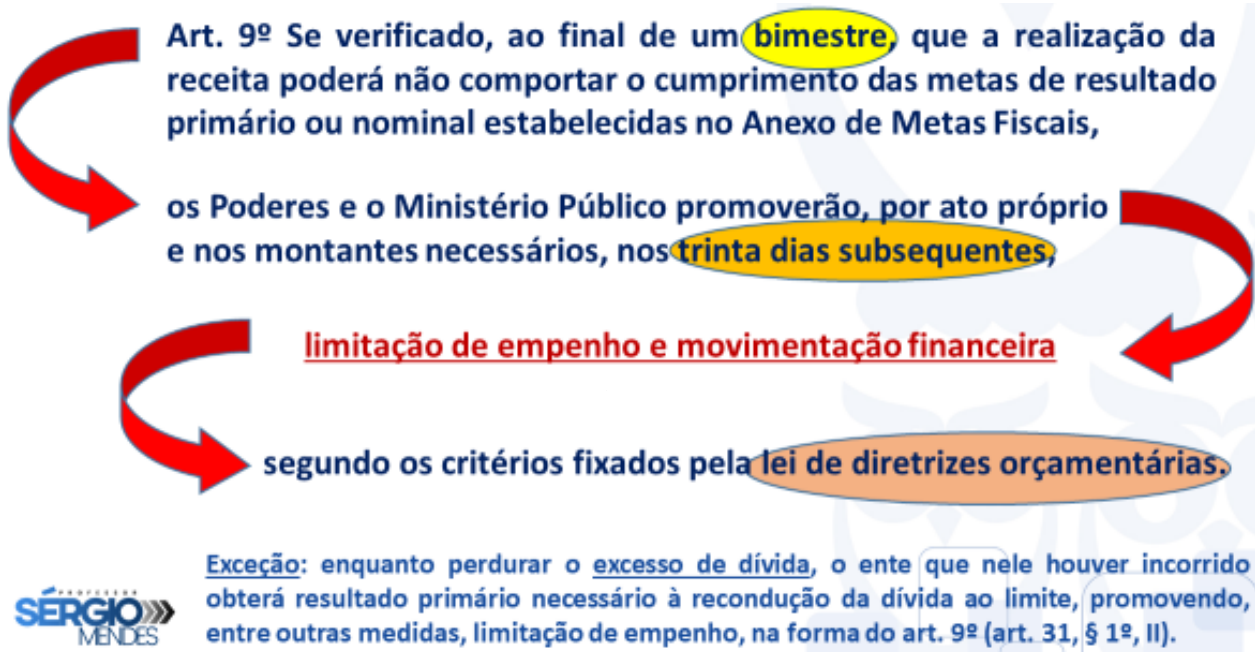 Art. 9º Se verificado, ao final de um bimestre, que a realização da
receita poderá não comportar o cumprimento das metas de resultado
primário ou nominal estabelecidas no Anexo de Metas Fiscais,
os Poderes e o Ministério Público promoverão, por ato próprio
e nos montantes necessários, nos trinta dias subsequentes,
limitação de empenho e movimentação financeira
segundo os critérios fixados pela lei de diretrizes orçamentárias.
Exceção: enquanto perdurar o excesso de dívida, o ente que nele houver incorrido
obterá resultado primário necessário à recondução da dívida ao limite, promovendo,
entre outras medidas, limitação de empenho, na forma do art. 9º (art. 31, § 1º, II).
PROFESSOR
SÉRGIO
MENDES